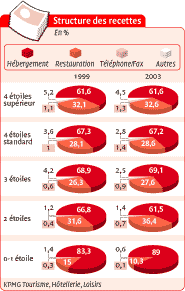 Structure des recettes
En %
Hébergement Restauration Téléphone/Fax Autres
1999 2003
4 étoiles supérieur
5,2 61,6 1,1 32,1
4,5 61,6 1,3 32,6
4 étoiles standard
3,6 67,3 1 28,1
2,8 67,2 1,4 28,6
3 étoiles
4,2 68,9 0,6 26,3
2,5 69,1 0,9 27,6
2 étoiles
1,2 66,8 0,4 31,6
1,4 61,5 0,7 36,4
0-1 étoile
1,4 83,3 0,3 15
0,6 89 0,1 10,3
KPMG Tourisme, Hôtellerie, Loisirs